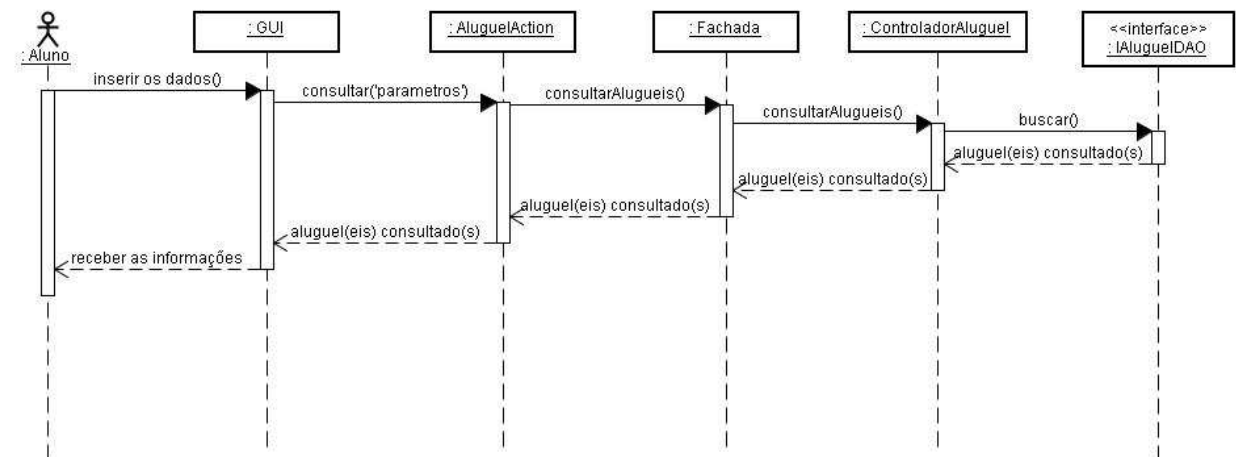 : Aluno
: GUI
: AluguelAction
: Fachada
: ControladorAluguel
<<interface>>
: IAluguelDAO
inserir os dados()
consultar('parametros')
consultarAlugueis()
consultarAlugueis()
buscar()
aluguel(eis) consultado(s)
aluguel(eis) consultado(s)
aluguel(eis) consultado(s)
aluguel(eis) consultado(s)
receber as informações